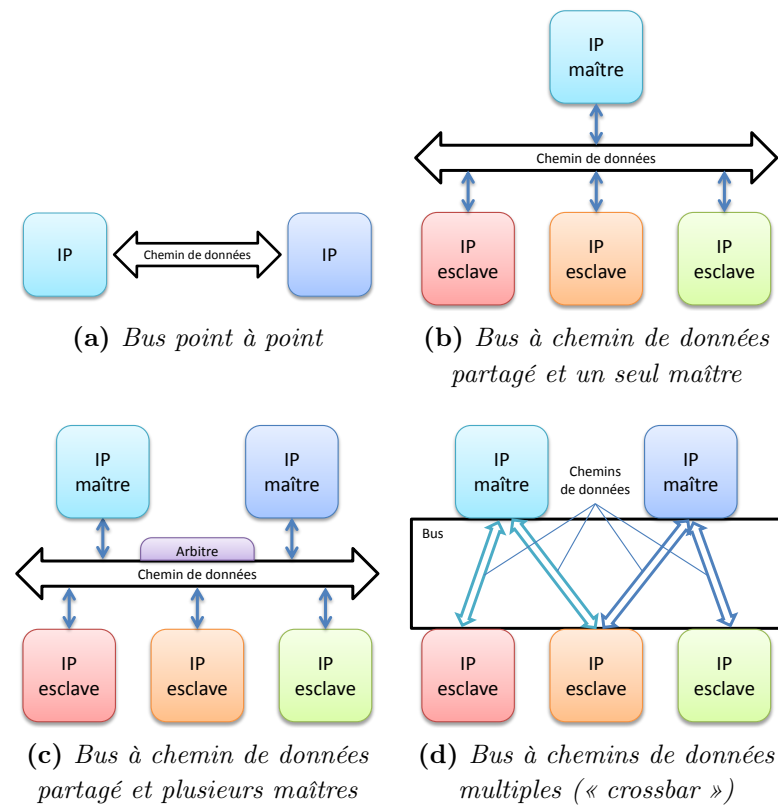 IP
Chemin de données
IP
(a) Bus point à point
IP
maître
Chemin de données
IP
esclave
IP
esclave
IP
esclave
(b) Bus à chemin de données
partagé et un seul maître
IP
maître
IP
maître
Arbitre
Chemin de données
IP
esclave
IP
esclave
IP
esclave
(c) Bus à chemin de données
partagé et plusieurs maîtres
IP
maître
Chemins
de données
IP
maître
Bus
IP
esclave
IP
esclave
IP
esclave
(d) Bus à chemins de données
multiples (« crossbar »)